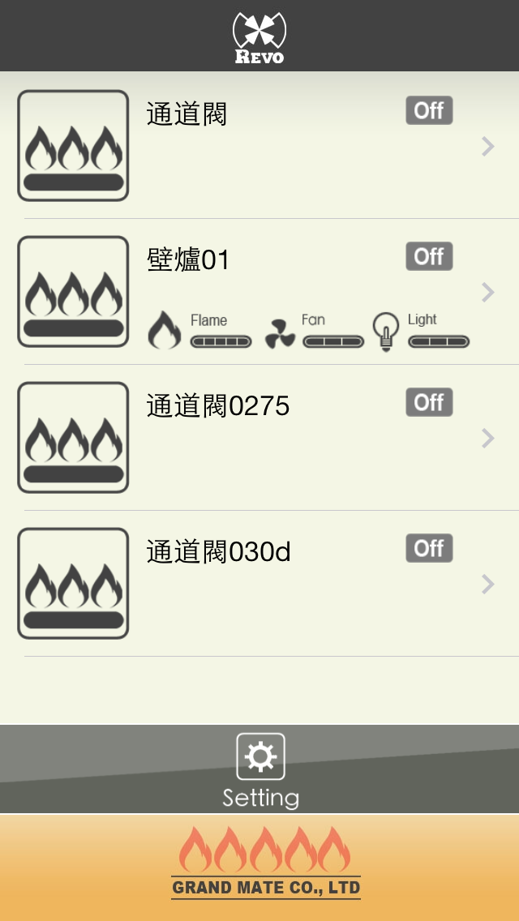 REVO
通道閥
Off
壁爐01
Off
Flame
Fan
Light
通道閥0275
Off
通道閥030d
Off
Setting
GRAND MATE CO., LTD